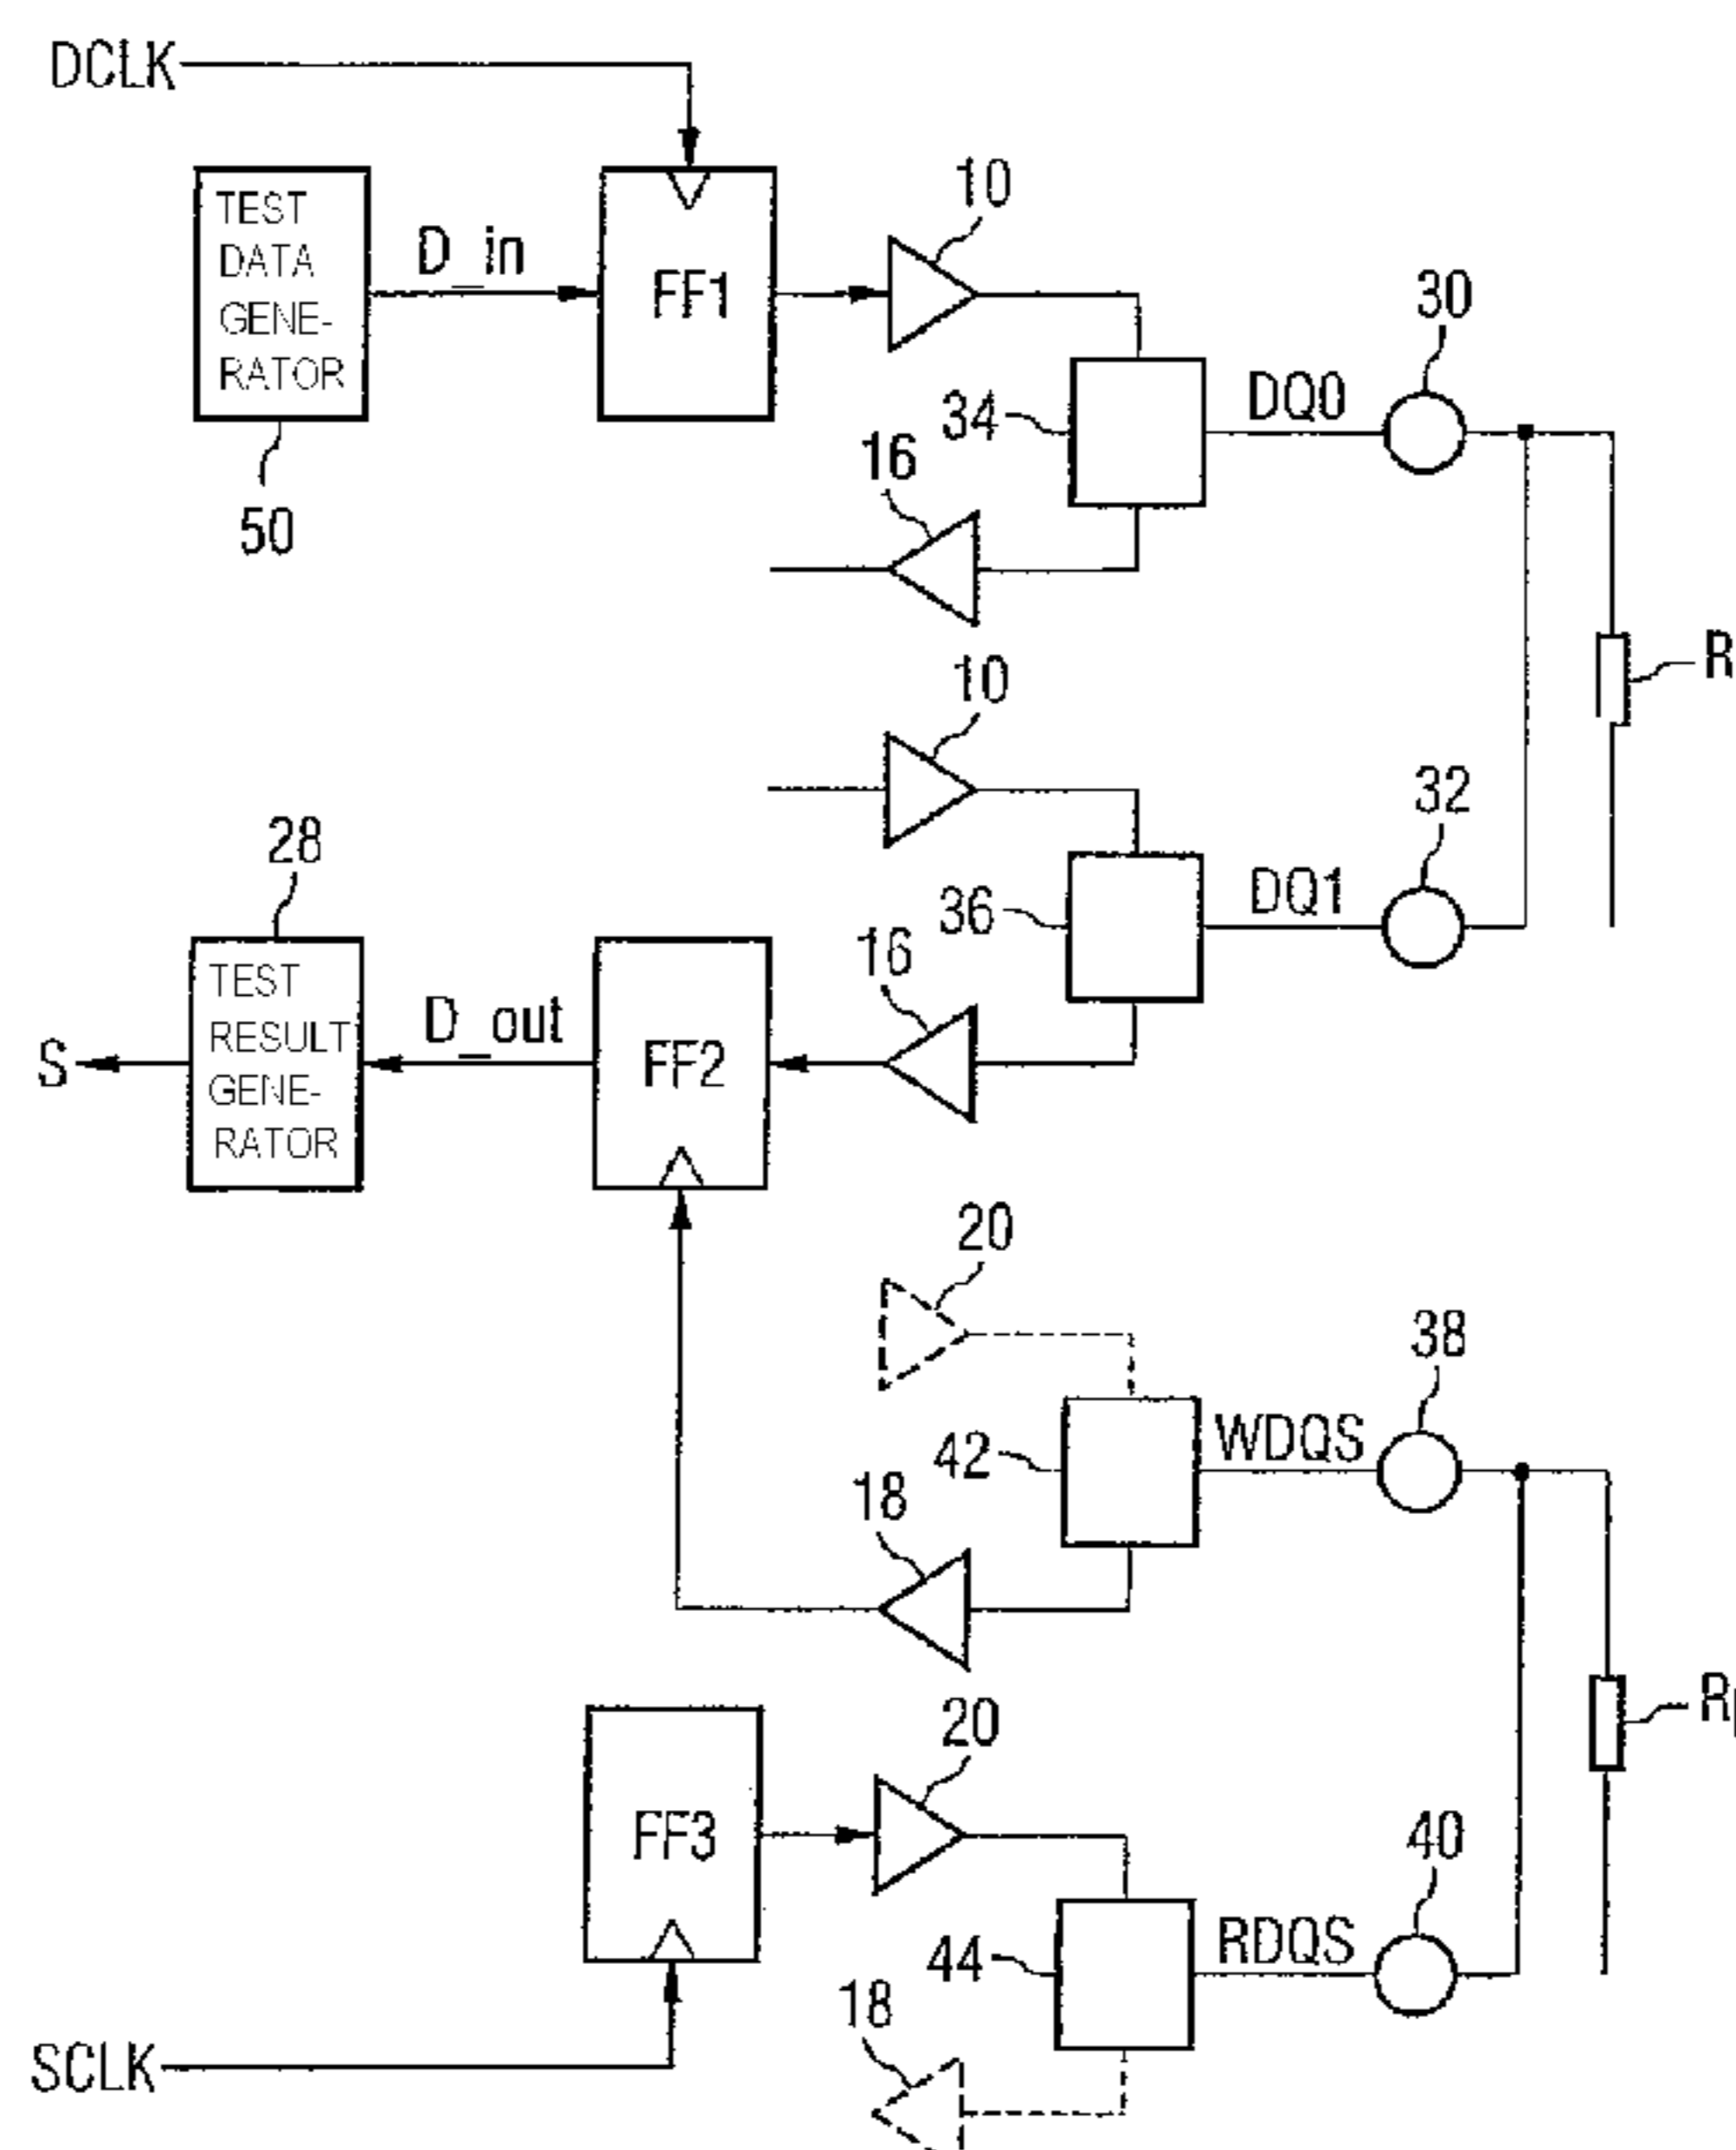 DCLK
10
TEST
DATA
GENE-
RATOR
D_in
FF1
30
34
DQ0
16
50
10
R
32
28
36
DQ1
16
TEST
RESULT
GENE-
RATOR
D_out
FF2
S
20
38
42
WDQS
18
20
R
FF3
40
44
RDQS
18
SCLK